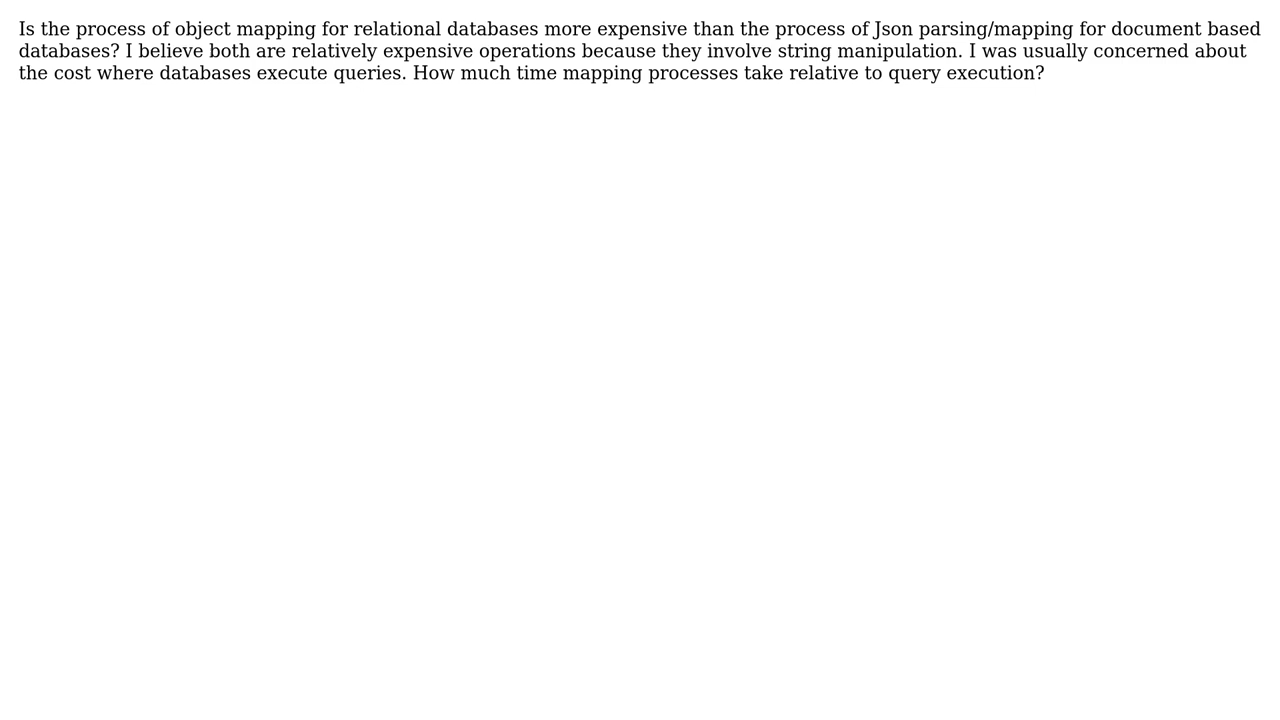 Is the process of object mapping for relational databases more expensive than the process of Json parsing/mapping for document based
databases? I believe both are relatively expensive operations because they involve string manipulation. I was usually concerned about
the cost where databases execute queries. How much time mapping processes take relative to query execution?